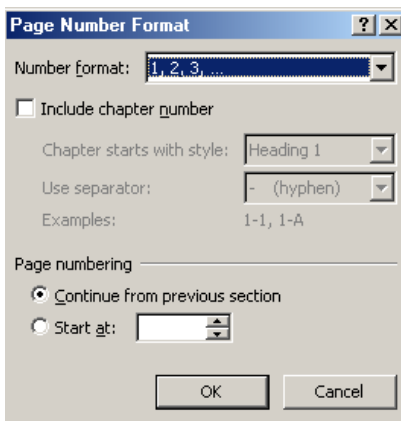 Page Number Format
Number format: 1, 2, 3, ...
Include chapter number
Chapter starts with style: Heading 1
Use separator: - (hyphen)
Examples: 1-1, 1-A
Page numbering
Continue from previous section
Start at:
OK Cancel